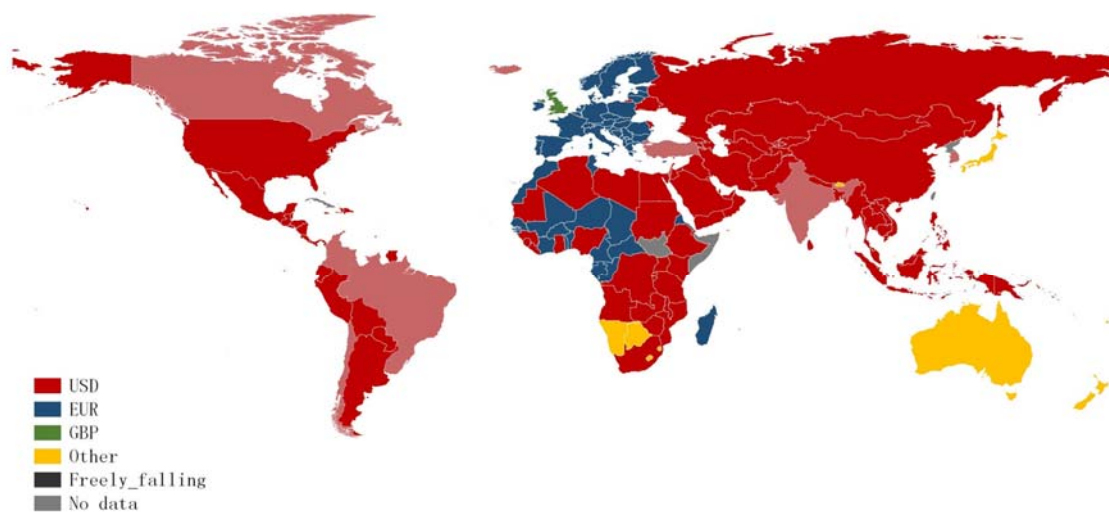 USD
EUR
GBP
Other
Freely_falling
No data